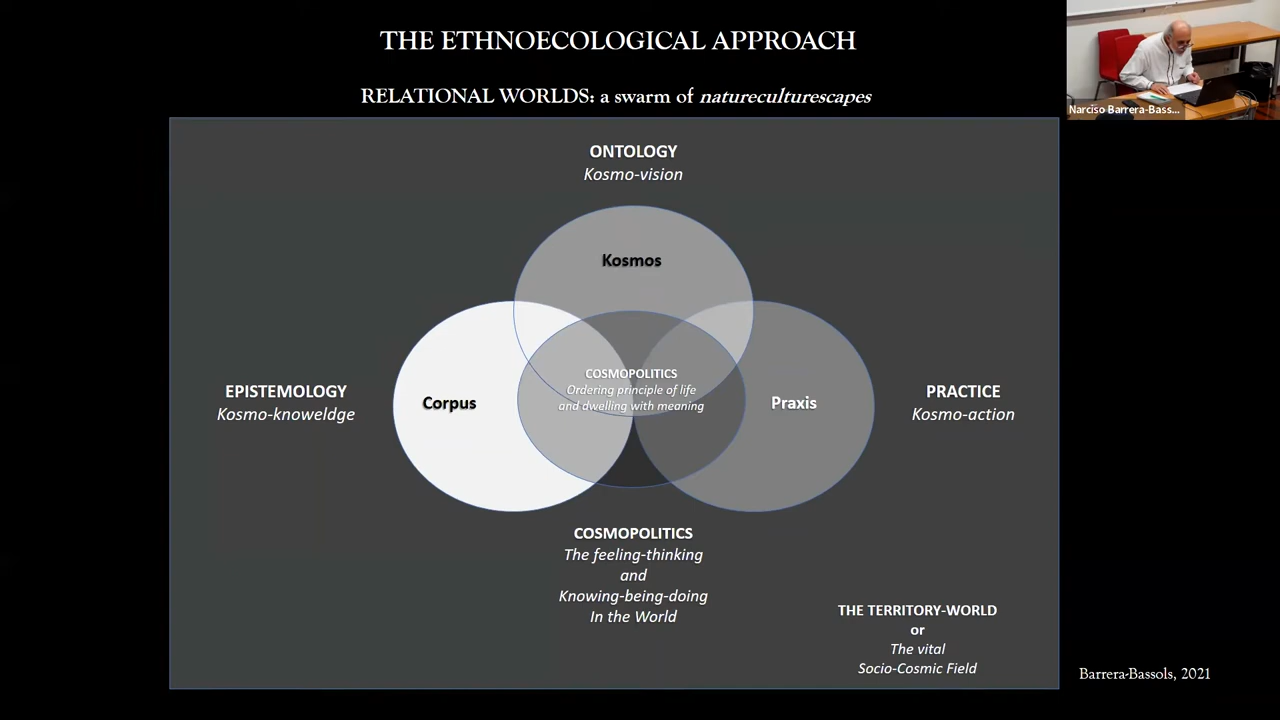 THE ETHNOECOLOGICAL APPROACH
RELATIONAL WORLDS: a swarm of natureculturescapes
Narciso Barrera-Bass...
ONTOLOGY
Kosmo-vision
Kosmos
COSMOPOLITICS
Ordering principle of life
and dwelling with meaning
EPISTEMOLOGY
Kosmo-knoweldge
Corpus
Praxis
PRACTICE
Kosmo-action
COSMOPOLITICS
The feeling-thinking
and
Knowing-being-doing
In the World
THE TERRITORY-WORLD
or
The vital
Socio-Cosmic Field
Barrera-Bassols, 2021